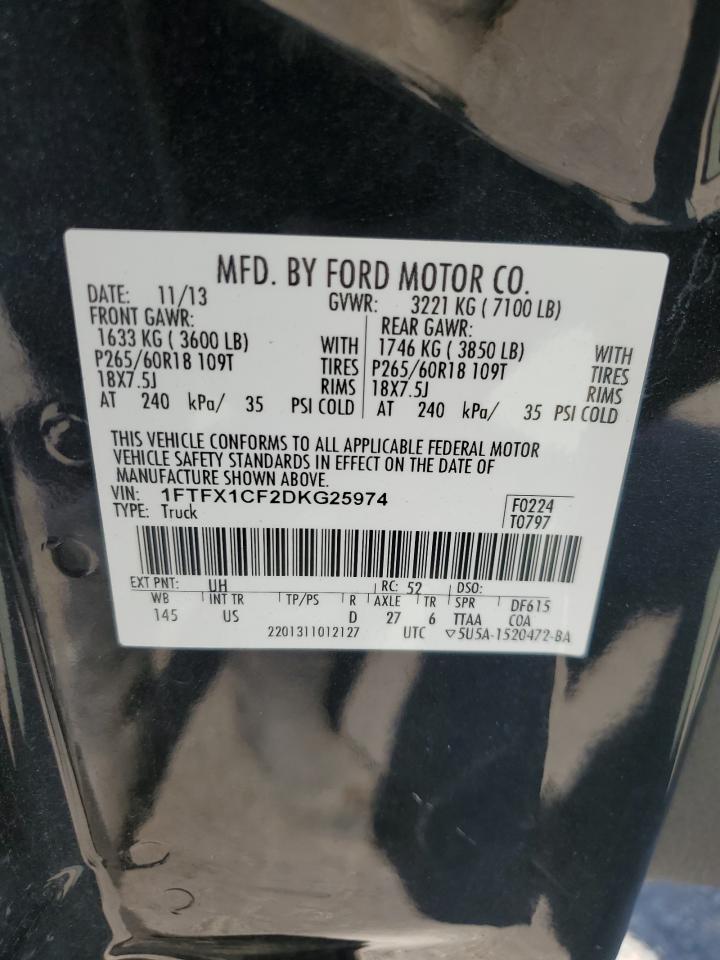 MFD. BY FORD MOTOR CO.
DATE: 11/13 GVWR: 3221 KG ( 7100 LB)
FRONT GAWR: REAR GAWR:
1633 KG ( 3600 LB) WITH 1746 KG ( 3850 LB) WITH
P265/60R18 109T TIRES P265/60R18 109T TIRES
18X7.5J RIMS 18X7.5J RIMS
AT 240 kPa/ 35 PSI COLD AT 240 kPa/ 35 PSI COLD
THIS VEHICLE CONFORMS TO ALL APPLICABLE FEDERAL MOTOR
VEHICLE SAFETY STANDARDS IN EFFECT ON THE DATE OF
MANUFACTURE SHOWN ABOVE.
VIN: 1FTFX1CF2DKG25974 F0224
TYPE: Truck T0797
EXT PNT: UH RC: 52 DSO:
WB INT TR TP/PS R AXLE TR SPR DF615
145 US D 27 6 TTAA COA
2201311012127 UTC ▽5U5A-1520472-BA